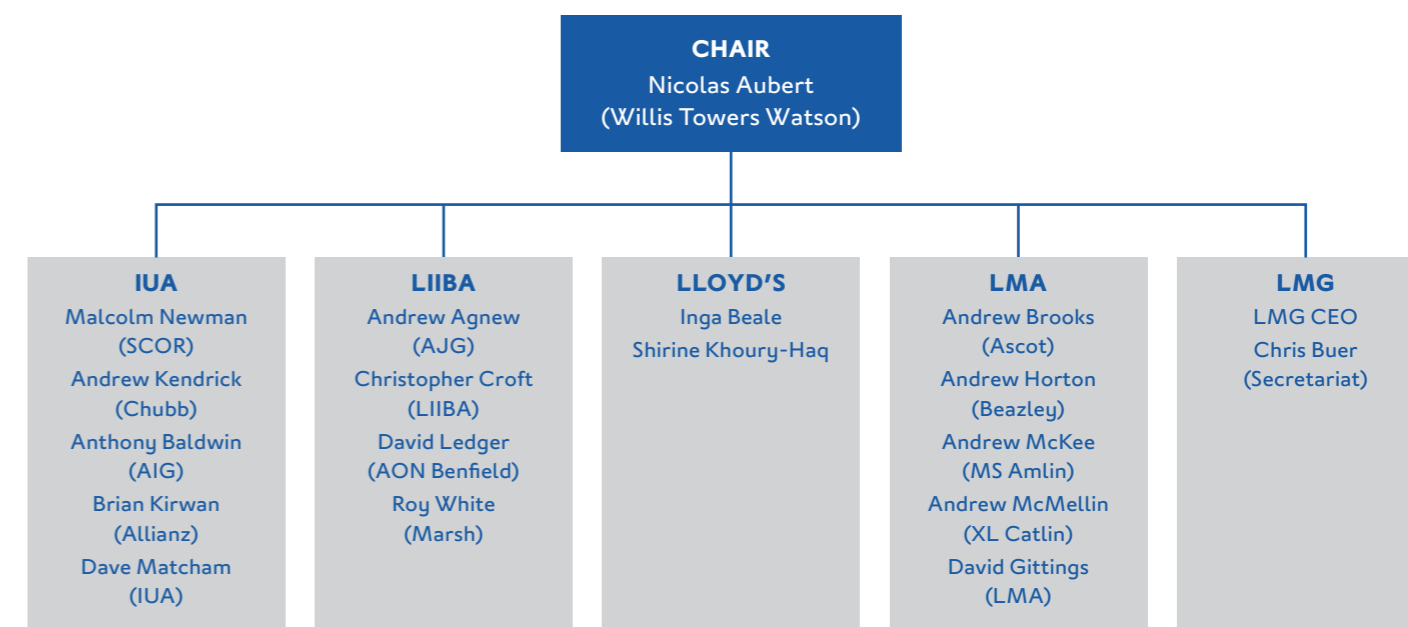 CHAIR
Nicolas Aubert
(Willis Towers Watson)
IUA
Malcolm Newman
(SCOR)
Andrew Kendrick
(Chubb)
Anthony Baldwin
(AIG)
Brian Kirwan
(Allianz)
Dave Matcham
(IUA)
LIIBA
Andrew Agnew
(AJG)
Christopher Croft
(LIIBA)
David Ledger
(AON Benfield)
Roy White
(Marsh)
LLOYD'S
Inga Beale
Shirine Khoury-Haq
LMA
Andrew Brooks
(Ascot)
Andrew Horton
(Beazley)
Andrew McKee
(MS Amlin)
Andrew McMellin
(XL Catlin)
David Gittings
(LMA)
LMG
LMG CEO
Chris Buer
(Secretariat)